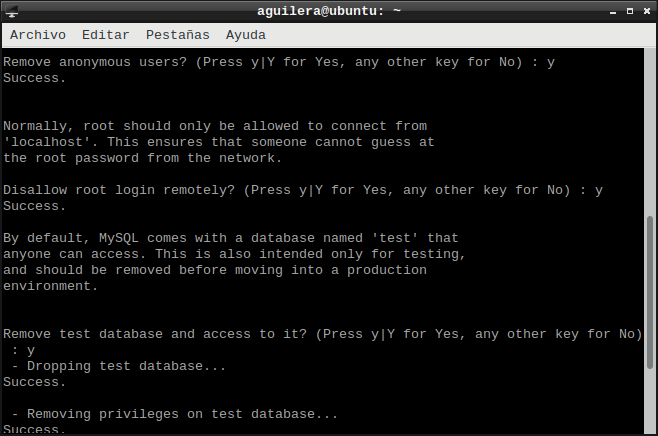 aguilera@ubuntu: ~
Archivo Editar Pestañas Ayuda
Remove anonymous users? (Press y|Y for Yes, any other key for No) : y
Success.
Normally, root should only be allowed to connect from
'localhost'. This ensures that someone cannot guess at
the root password from the network.
Disallow root login remotely? (Press y|Y for Yes, any other key for No) : y
Success.
By default, MySQL comes with a database named 'test' that
anyone can access. This is also intended only for testing,
and should be removed before moving into a production
environment.
Remove test database and access to it? (Press y|Y for Yes, any other key for No)
 : y
 - Dropping test database...
Success.
 - Removing privileges on test database...
Success.